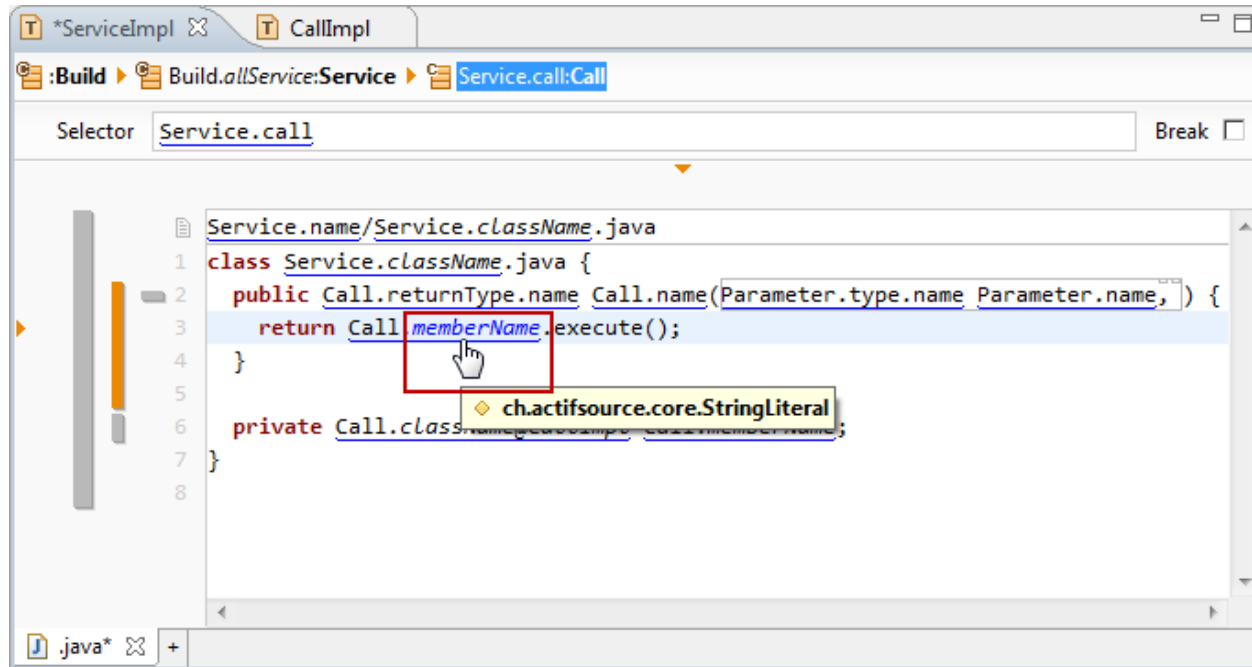 *ServiceImpl CallImpl
:Build Build.allService:Service Service.call:Call
Selector Service.call Break
Service.name/Service.className.java
1 class Service.className.java {
2 public Call.returnType.name Call.name(Parameter.type.name Parameter.name, ) {
3 return Call.memberName.execute();
4 }
ch.actifsource.core.StringLiteral
5
6 private Call.class
7 }
8
.java* +